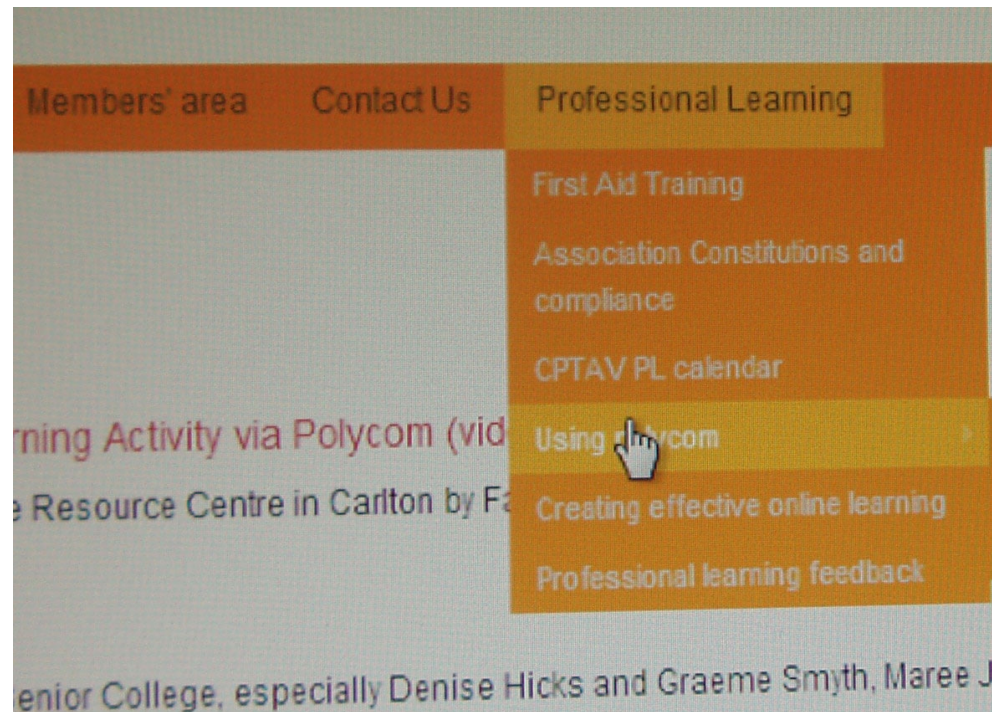 Members' area Contact Us Professional Learning
First Aid Training
Association Constitutions and
compliance
CPTAV PL calendar
rning Activity via Polycom (vid
Using polycom
e Resource Centre in Carlton by Fa
Creating effective online learning
Professional learning feedback
enior College, especially Denise Hicks and Graeme Smyth, Maree J